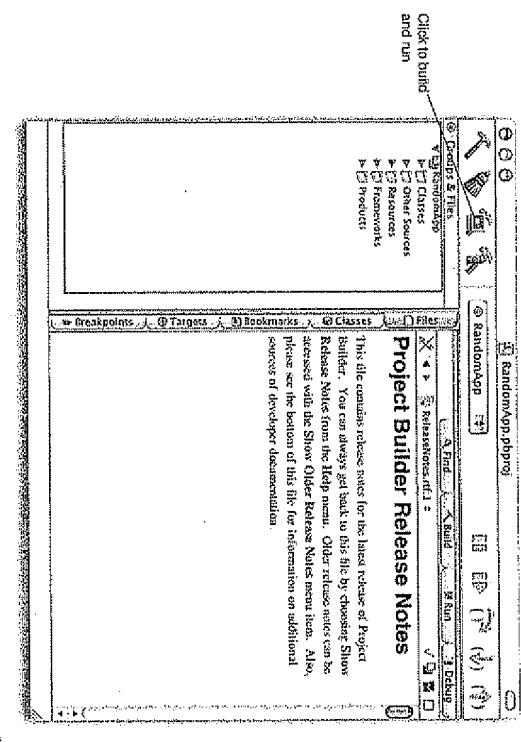 Click to build
and run
RandomApp.pbproj
RandomApp
Find
Build
Run
Debug
Groups & Files
RandomApp
Classes
Other Sources
Resources
Frameworks
Products
Files
Classes
Bookmarks
Targets
Breakpoints
ReleaseNotes.rtf:1
Project Builder Release Notes
This file contains release notes for the latest release of Project
Builder. You can always get back to this file by choosing Show
Release Notes from the Help menu. Older release notes can be
accessed with the Show Older Release Notes menu item. Also,
please see the bottom of this file for information on additional
sources of developer documentation.